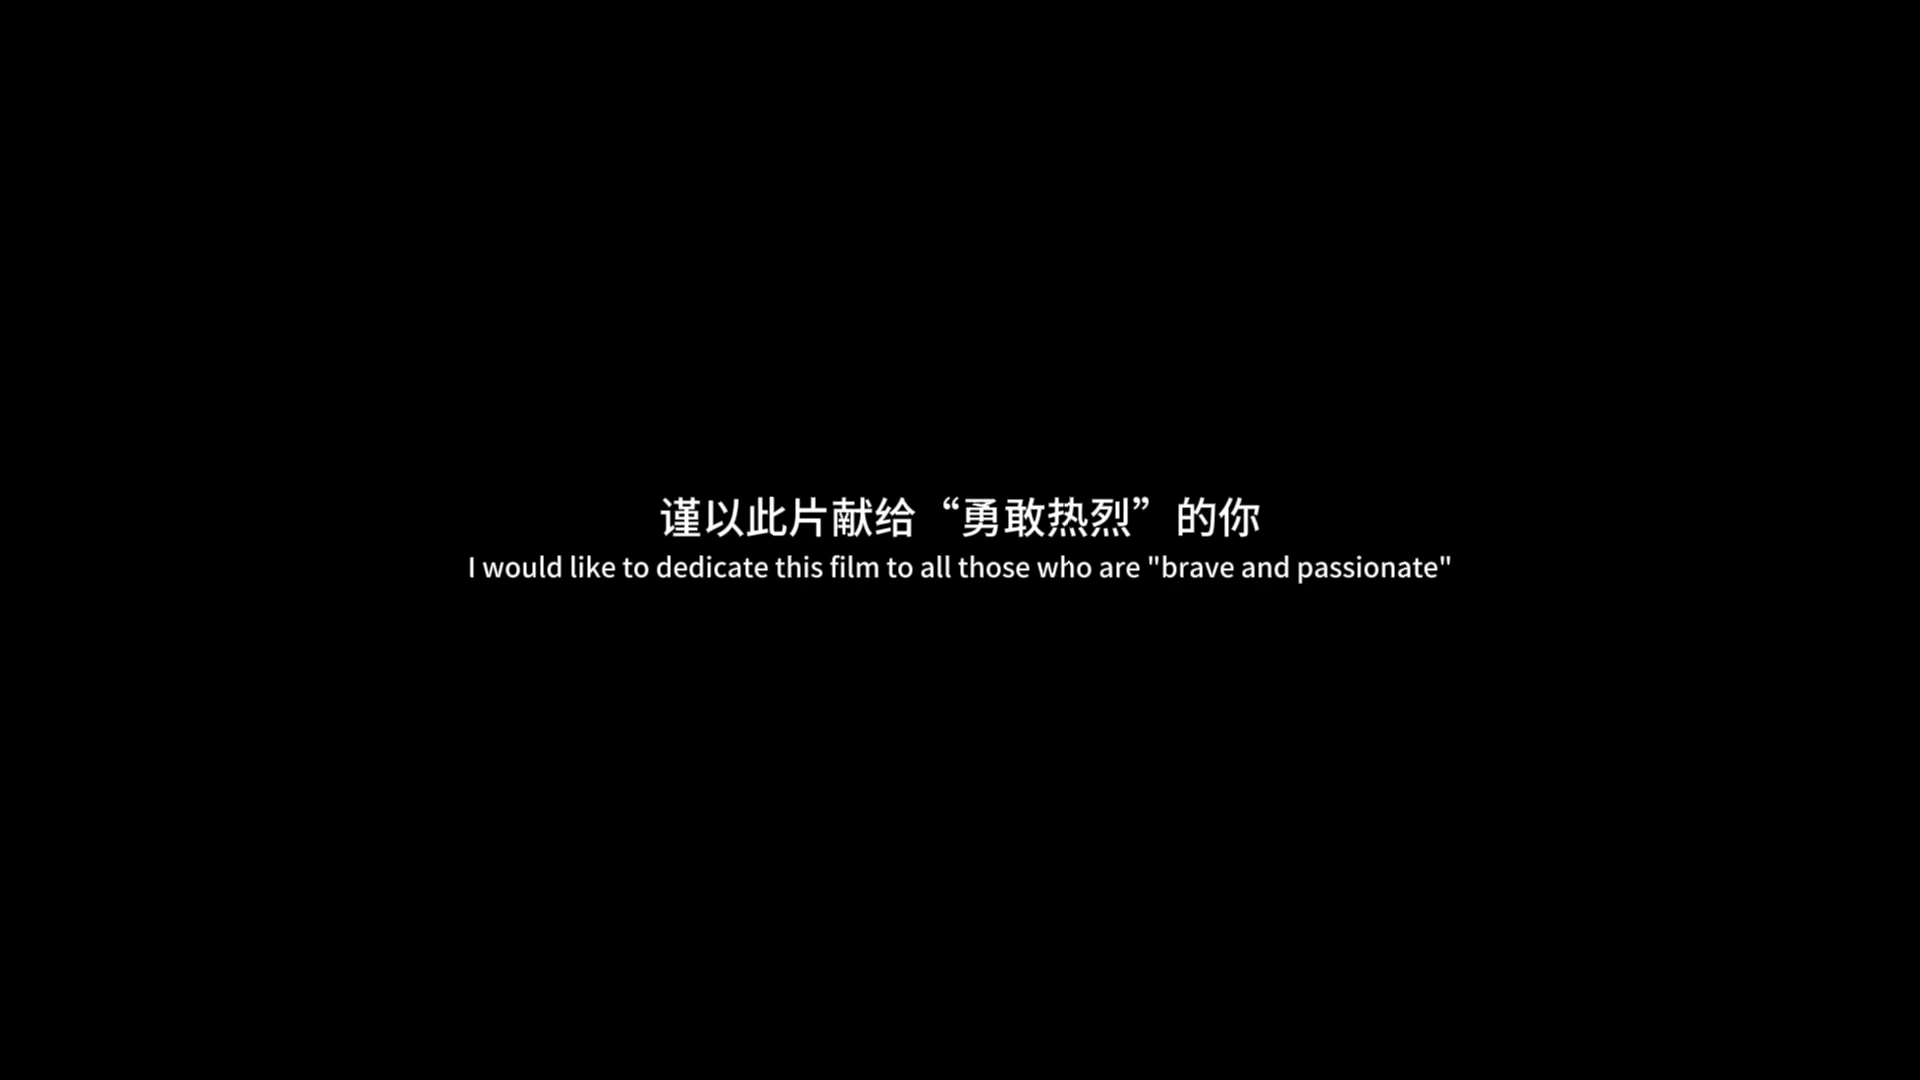 谨以此片献给“勇敢热烈”的你
I would like to dedicate this film to all those who are "brave and passionate"